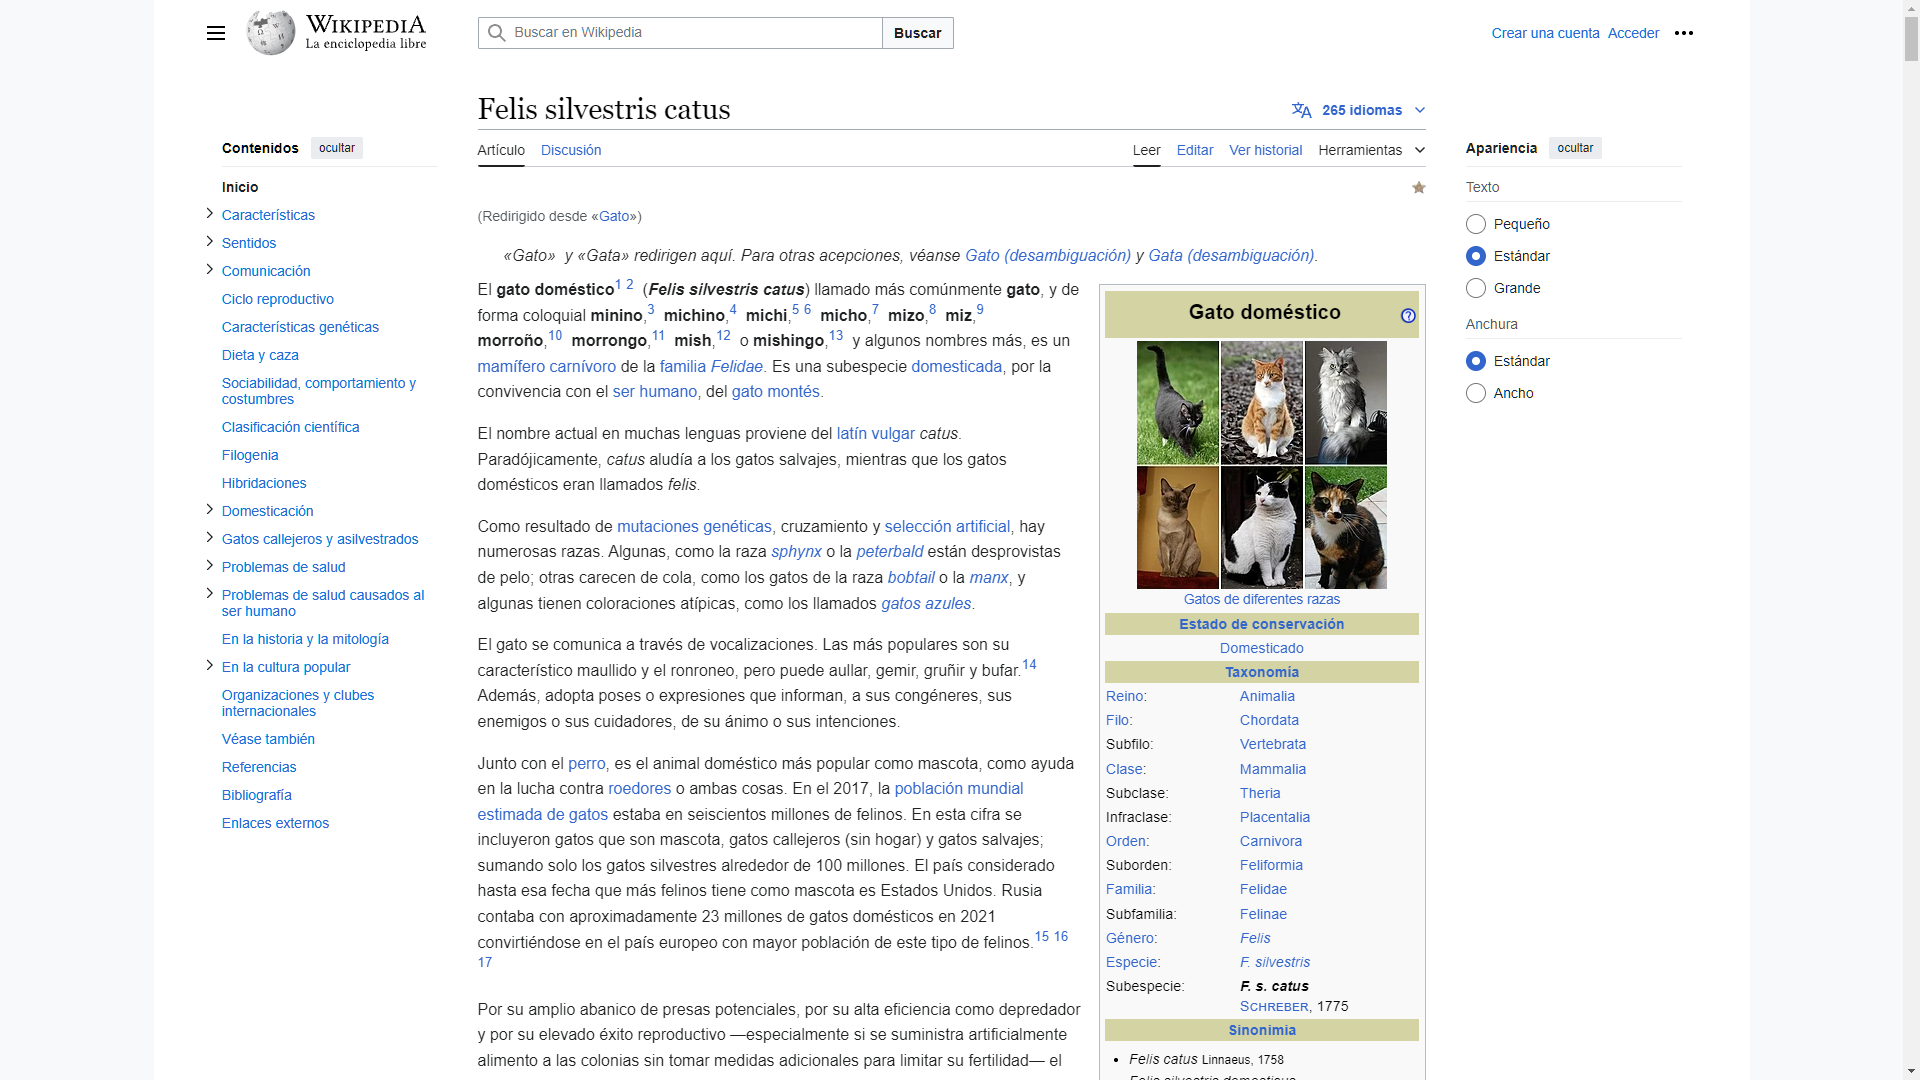 WIKIPEDIA
La enciclopedia libre
Buscar en Wikipedia
Buscar
Crear una cuenta Acceder
Felis silvestris catus
265 idiomas
Contenidos ocultar
Artículo Discusión
Leer Editar Ver historial Herramientas
Apariencia ocultar
Inicio
Características
Sentidos
Comunicación
Ciclo reproductivo
Características genéticas
Dieta y caza
Sociabilidad, comportamiento y
costumbres
Clasificación científica
Filogenia
Hibridaciones
Domesticación
Gatos callejeros y asilvestrados
Problemas de salud
Problemas de salud causados al
ser humano
En la historia y la mitología
En la cultura popular
Organizaciones y clubes
internacionales
Véase también
Referencias
Bibliografía
Enlaces externos
(Redirigido desde «Gato»)
«Gato» y «Gata» redirigen aquí. Para otras acepciones, véanse Gato (desambiguación) y Gata (desambiguación).
El gato doméstico1 2 (Felis silvestris catus) llamado más comúnmente gato, y de
forma coloquial minino,3 michino,4 michi,5 6 micho,7 mizo,8 miz,9
morroño,10 morrongo,11 mish,12 o mishingo,13 y algunos nombres más, es un
mamífero carnívoro de la familia Felidae. Es una subespecie domesticada, por la
convivencia con el ser humano, del gato montés.
El nombre actual en muchas lenguas proviene del latín vulgar catus.
Paradójicamente, catus aludía a los gatos salvajes, mientras que los gatos
domésticos eran llamados felis.
Como resultado de mutaciones genéticas, cruzamiento y selección artificial, hay
numerosas razas. Algunas, como la raza sphynx o la peterbald están desprovistas
de pelo; otras carecen de cola, como los gatos de la raza bobtail o la manx, y
algunas tienen coloraciones atípicas, como los llamados gatos azules.
El gato se comunica a través de vocalizaciones. Las más populares son su
característico maullido y el ronroneo, pero puede aullar, gemir, gruñir y bufar.14
Además, adopta poses o expresiones que informan, a sus congéneres, sus
enemigos o sus cuidadores, de su ánimo o sus intenciones.
Junto con el perro, es el animal doméstico más popular como mascota, como ayuda
en la lucha contra roedores o ambas cosas. En el 2017, la población mundial
estimada de gatos estaba en seiscientos millones de felinos. En esta cifra se
incluyeron gatos que son mascota, gatos callejeros (sin hogar) y gatos salvajes;
sumando solo los gatos silvestres alrededor de 100 millones. El país considerado
hasta esa fecha que más felinos tiene como mascota es Estados Unidos. Rusia
contaba con aproximadamente 23 millones de gatos domésticos en 2021
convirtiéndose en el país europeo con mayor población de este tipo de felinos.15 16
17
Por su amplio abanico de presas potenciales, por su alta eficiencia como depredador
y por su elevado éxito reproductivo —especialmente si se suministra artificialmente
alimento a las colonias sin tomar medidas adicionales para limitar su fertilidad— el
Gato doméstico
Gatos de diferentes razas
Estado de conservación
Domesticado
Taxonomía
Reino: Animalia
Filo: Chordata
Subfilo: Vertebrata
Clase: Mammalia
Subclase: Theria
Infraclase: Placentalia
Orden: Carnivora
Suborden: Feliformia
Familia: Felidae
Subfamilia: Felinae
Género: Felis
Especie: F. silvestris
Subespecie: F. s. catus
SCHREBER, 1775
Sinonimia
• Felis catus Linnaeus, 1758
Texto
Pequeño
Estándar
Grande
Anchura
Estándar
Ancho